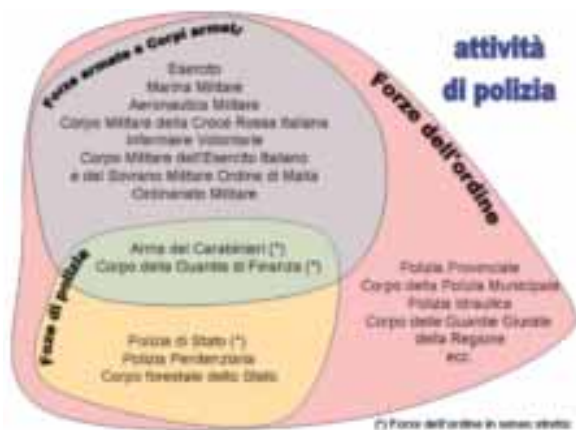 attività
di polizia
Forze armate e Corpi armati
Esercito
Marina Militare
Aeronautica Militare
Corpo Militare della Croce Rossa Italiana
Infermiere Volontarie
Corpo Militare dell'Esercito Italiano
e del Sovrano Militare Ordine di Malta
Ordinariato Militare
Forze dell'ordine
Arma dei Carabinieri (*)
Corpo della Guardia di Finanza (*)
Foze di polizia
Polizia di Stato (*)
Polizia Penitenziaria
Corpo forestale dello Stato
Polizia Provinciale
Corpo della Polizia Municipale
Polizia Idraulica
Corpo delle Guardie Giurate
della Regione
ecc.
(*) Forze dell'ordine in senso stretto